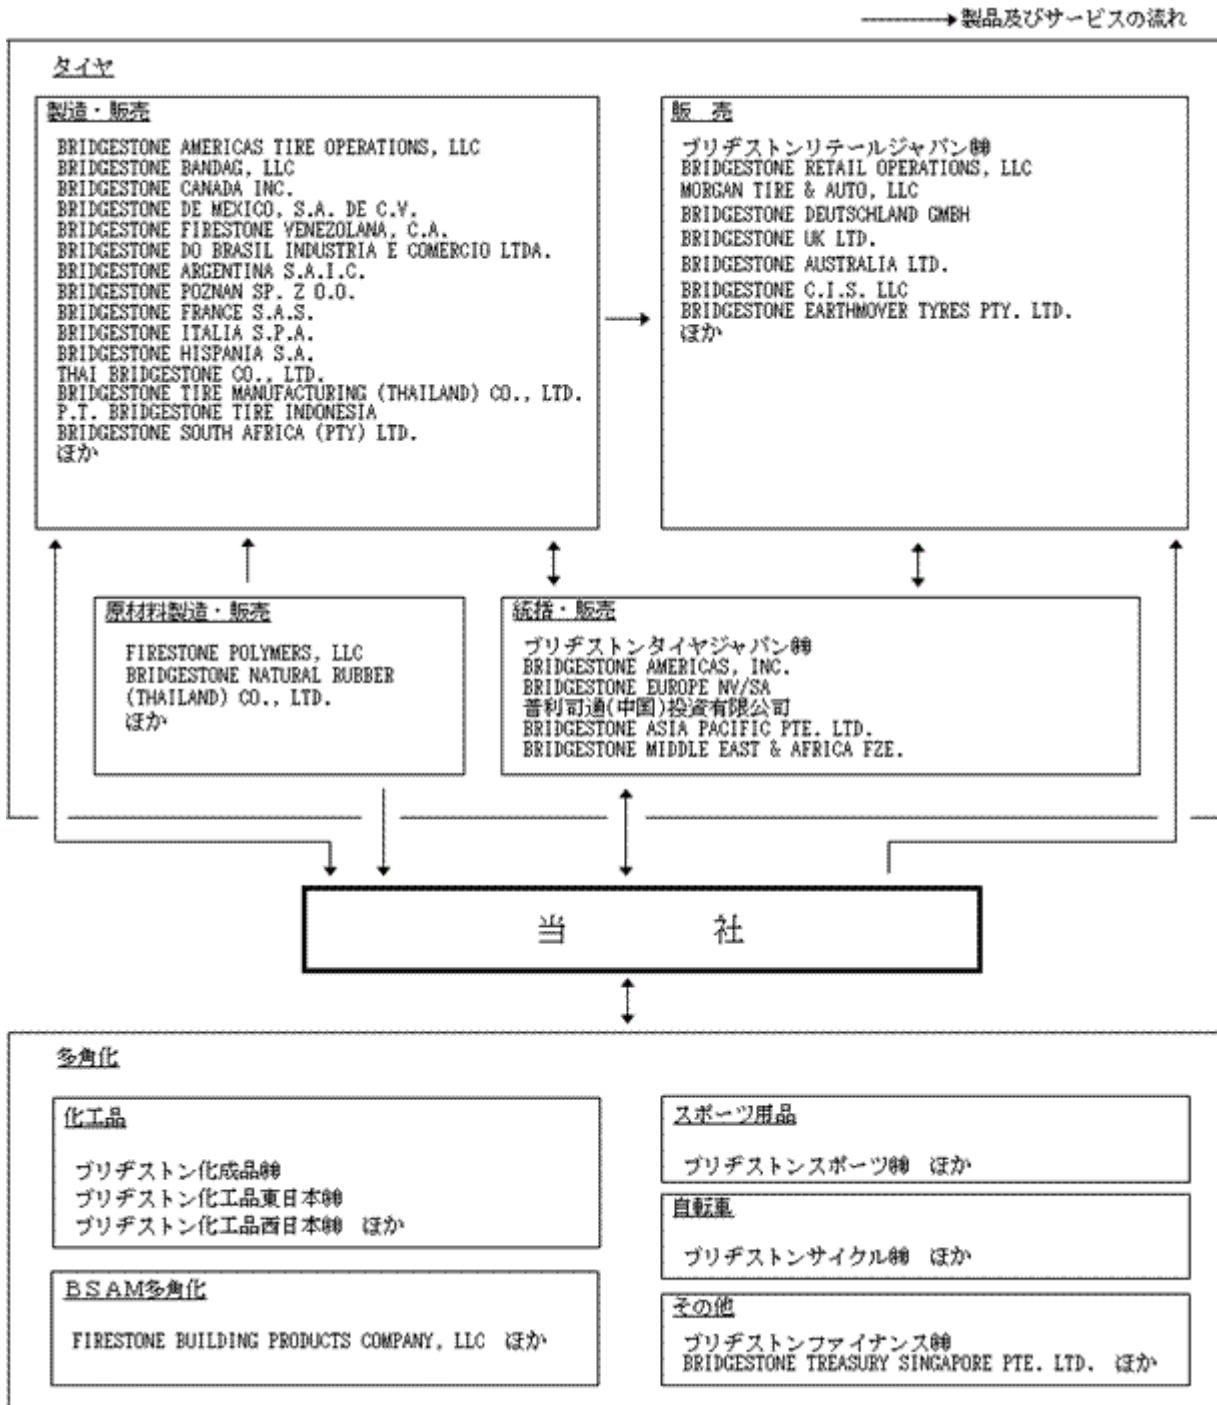 製品及びサービスの流れ
タイヤ
製造・販売
BRIDGESTONE AMERICAS TIRE OPERATIONS, LLC
BRIDGESTONE BANDAG, LLC
BRIDGESTONE CANADA INC.
BRIDGESTONE DE MEXICO, S.A. DE C.V.
BRIDGESTONE FIRESTONE VENEZOLANA, C.A.
BRIDGESTONE DO BRASIL INDUSTRIA E COMERCIO LTDA.
BRIDGESTONE ARGENTINA S.A.I.C.
BRIDGESTONE POZNAN SP. Z O.O.
BRIDGESTONE FRANCE S.A.S.
BRIDGESTONE ITALIA S.P.A.
BRIDGESTONE HISPANIA S.A.
THAI BRIDGESTONE CO., LTD.
BRIDGESTONE TIRE MANUFACTURING (THAILAND) CO., LTD.
P.T. BRIDGESTONE TIRE INDONESIA
BRIDGESTONE SOUTH AFRICA (PTY) LTD.
ほか
販 売
ブリヂストンリテールジャパン㈱
BRIDGESTONE RETAIL OPERATIONS, LLC
MORGAN TIRE & AUTO, LLC
BRIDGESTONE DEUTSCHLAND GMBH
BRIDGESTONE UK LTD.
BRIDGESTONE AUSTRALIA LTD.
BRIDGESTONE C.I.S. LLC
BRIDGESTONE EARTHMOVER TYRES PTY. LTD.
ほか
原材料製造・販売
FIRESTONE POLYMERS, LLC
BRIDGESTONE NATURAL RUBBER
(THAILAND) CO., LTD.
ほか
統括・販売
ブリヂストンタイヤジャパン㈱
BRIDGESTONE AMERICAS, INC.
BRIDGESTONE EUROPE NV/SA
普利司通(中国)投資有限公司
BRIDGESTONE ASIA PACIFIC PTE. LTD.
BRIDGESTONE MIDDLE EAST & AFRICA FZE.
当 社
多角化
化工品
ブリヂストン化成品㈱
ブリヂストン化工品東日本㈱
ブリヂストン化工品西日本㈱ ほか
ＢＳＡＭ多角化
FIRESTONE BUILDING PRODUCTS COMPANY, LLC ほか
スポーツ用品
ブリヂストンスポーツ㈱ ほか
自転車
ブリヂストンサイクル㈱ ほか
その他
ブリヂストンファイナンス㈱
BRIDGESTONE TREASURY SINGAPORE PTE. LTD. ほか